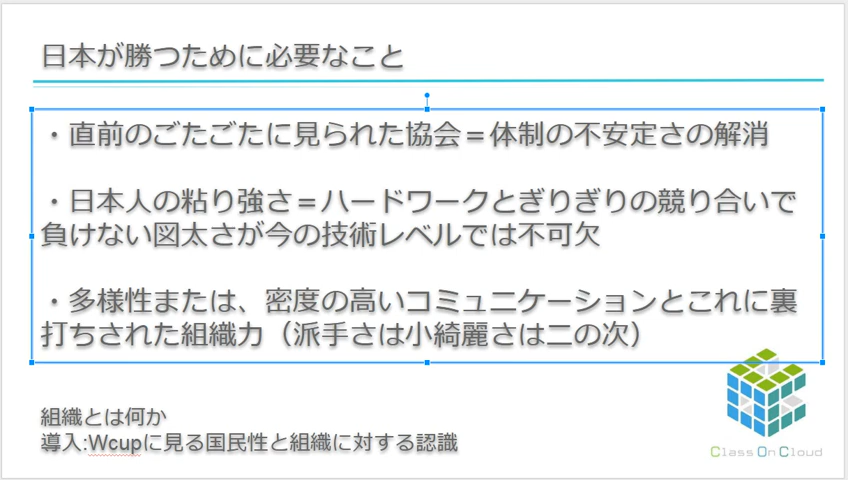 日本が勝つために必要なこと
・直前のごたごたに見られた協会＝体制の不安定さの解消
・日本人の粘り強さ＝ハードワークとぎりぎりの競り合いで
負けない図太さが今の技術レベルでは不可欠
・多様性または、密度の高いコミュニケーションとこれに裏
打ちされた組織力（派手さは小綺麗さは二の次）
組織とは何か
導入:Wcupに見る国民性と組織に対する認識
Class On Cloud